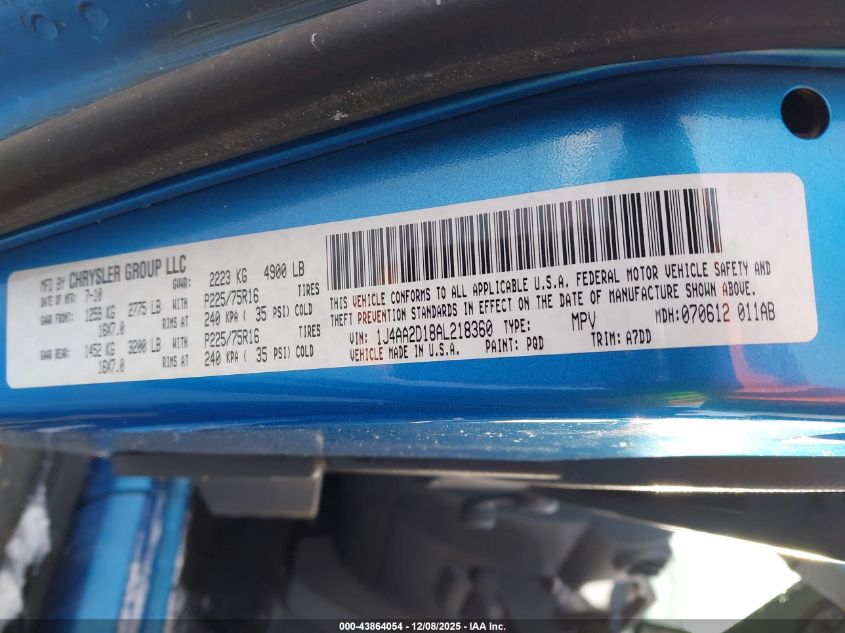 MFD BY CHRYSLER GROUP LLC
DATE OF MFR: 7-10 GVWR: 2223 KG 4900 LB
GAWR FRONT: 1259 KG 2775 LB WITH P225/75R16 TIRES
16X7.0 RIMS AT 240 KPA ( 35 PSI) COLD
GAWR REAR: 1452 KG 3200 LB WITH P225/75R16 TIRES
16X7.0 RIMS AT 240 KPA ( 35 PSI) COLD
THIS VEHICLE CONFORMS TO ALL APPLICABLE U.S.A. FEDERAL MOTOR VEHICLE SAFETY AND
THEFT PREVENTION STANDARDS IN EFFECT ON THE DATE OF MANUFACTURE SHOWN ABOVE.
VIN: 1J4AA2D18AL218360 TYPE: MPV MDH: 070612 011AB
VEHICLE MADE IN U.S.A. PAINT: PQD TRIM: A7DD
000-43864054 - 12/08/2025 - IAA Inc.